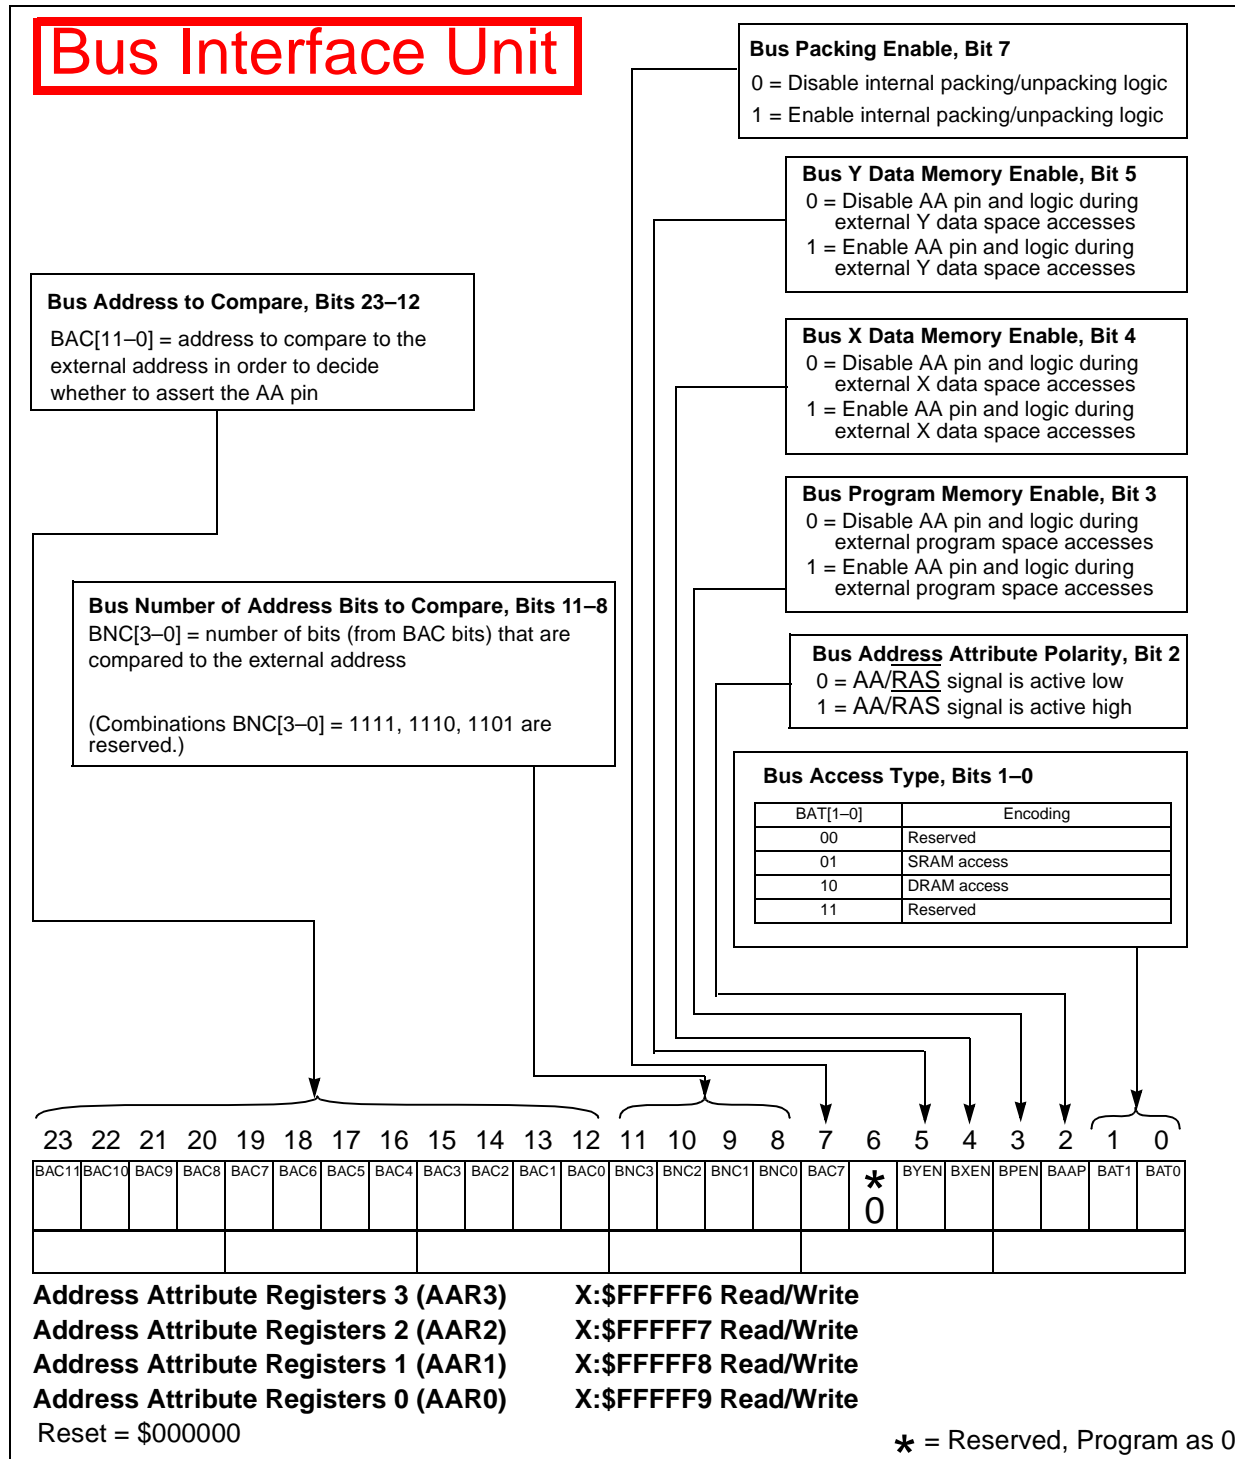 Bus Interface Unit
Bus Packing Enable, Bit 7
0 = Disable internal packing/unpacking logic
1 = Enable internal packing/unpacking logic
Bus Y Data Memory Enable, Bit 5
0 = Disable AA pin and logic during
external Y data space accesses
1 = Enable AA pin and logic during
external Y data space accesses
Bus Address to Compare, Bits 23–12
BAC[11–0] = address to compare to the
external address in order to decide
whether to assert the AA pin
Bus X Data Memory Enable, Bit 4
0 = Disable AA pin and logic during
external X data space accesses
1 = Enable AA pin and logic during
external X data space accesses
Bus Program Memory Enable, Bit 3
0 = Disable AA pin and logic during
external program space accesses
1 = Enable AA pin and logic during
external program space accesses
Bus Number of Address Bits to Compare, Bits 11–8
BNC[3–0] = number of bits (from BAC bits) that are
compared to the external address
(Combinations BNC[3–0] = 1111, 1110, 1101 are
reserved.)
Bus Address Attribute Polarity, Bit 2
0 = AA/RAS signal is active low
1 = AA/RAS signal is active high
Bus Access Type, Bits 1–0
BAT[1–0] Encoding
00 Reserved
01 SRAM access
10 DRAM access
11 Reserved
23 22 21 20 19 18 17 16 15 14 13 12 11 10 9 8 7 6 5 4 3 2 1 0
BAC11 BAC10 BAC9 BAC8 BAC7 BAC6 BAC5 BAC4 BAC3 BAC2 BAC1 BAC0 BNC3 BNC2 BNC1 BNC0 BAC7 * BYEN BXEN BPEN BAAP BAT1 BAT0
0
Address Attribute Registers 3 (AAR3) X:$FFFFF6 Read/Write
Address Attribute Registers 2 (AAR2) X:$FFFFF7 Read/Write
Address Attribute Registers 1 (AAR1) X:$FFFFF8 Read/Write
Address Attribute Registers 0 (AAR0) X:$FFFFF9 Read/Write
Reset = $000000
* = Reserved, Program as 0